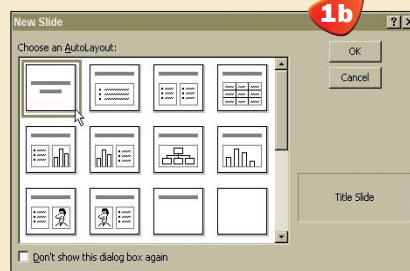 New Slide
1b
Choose an AutoLayout:
OK
Cancel
Title Slide
Don't show this dialog box again